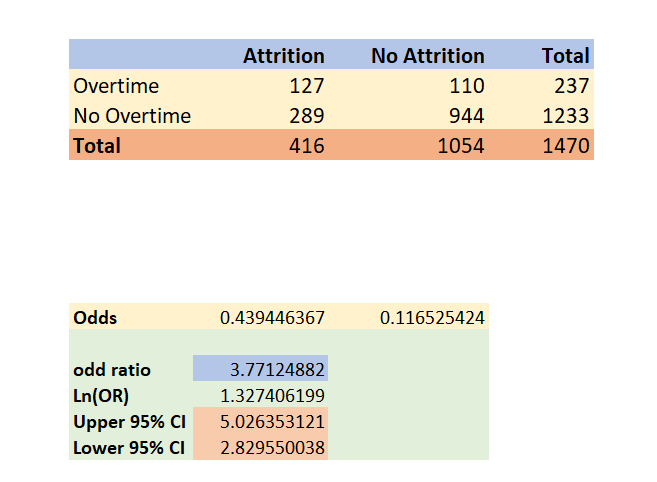 Attrition No Attrition Total
Overtime 127 110 237
No Overtime 289 944 1233
Total 416 1054 1470
Odds 0.439446367 0.116525424
odd ratio 3.77124882
Ln(OR) 1.327406199
Upper 95% CI 5.026353121
Lower 95% CI 2.829550038